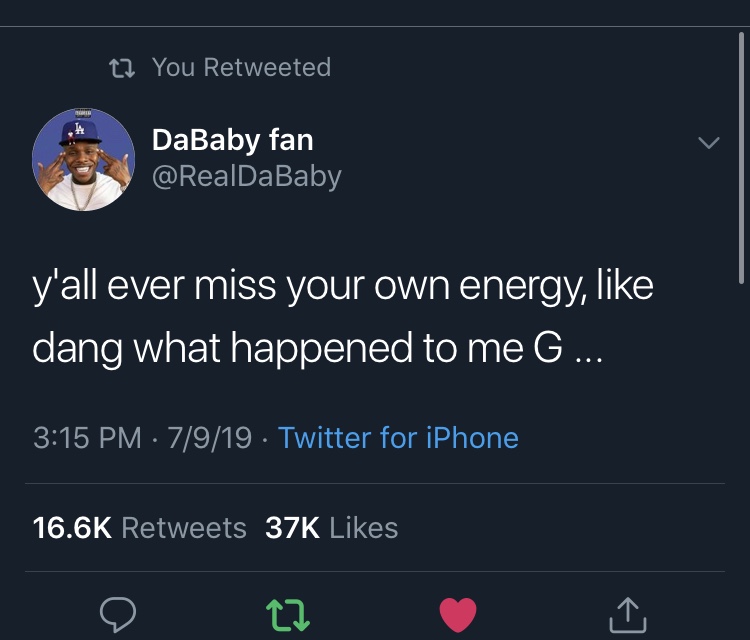 You Retweeted
DaBaby fan
@RealDaBaby
y'all ever miss your own energy, like
dang what happened to me G ...
3:15 PM · 7/9/19 · Twitter for iPhone
16.6K Retweets 37K Likes